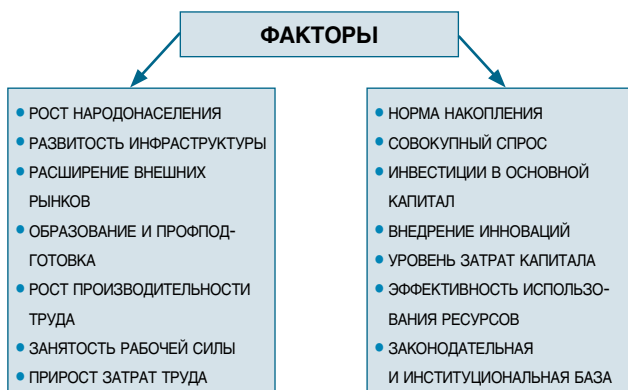 ФАКТОРЫ
• РОСТ НАРОДОНАСЕЛЕНИЯ
• РАЗВИТОСТЬ ИНФРАСТРУКТУРЫ
• РАСШИРЕНИЕ ВНЕШНИХ
РЫНКОВ
• ОБРАЗОВАНИЕ И ПРОФПОД-
ГОТОВКА
• РОСТ ПРОИЗВОДИТЕЛЬНОСТИ
ТРУДА
• ЗАНЯТОСТЬ РАБОЧЕЙ СИЛЫ
• ПРИРОСТ ЗАТРАТ ТРУДА
• НОРМА НАКОПЛЕНИЯ
• СОВОКУПНЫЙ СПРОС
• ИНВЕСТИЦИИ В ОСНОВНОЙ
КАПИТАЛ
• ВНЕДРЕНИЕ ИННОВАЦИЙ
• УРОВЕНЬ ЗАТРАТ КАПИТАЛА
• ЭФФЕКТИВНОСТЬ ИСПОЛЬЗО-
ВАНИЯ РЕСУРСОВ
• ЗАКОНОДАТЕЛЬНАЯ
И ИНСТИТУЦИОНАЛЬНАЯ БАЗА